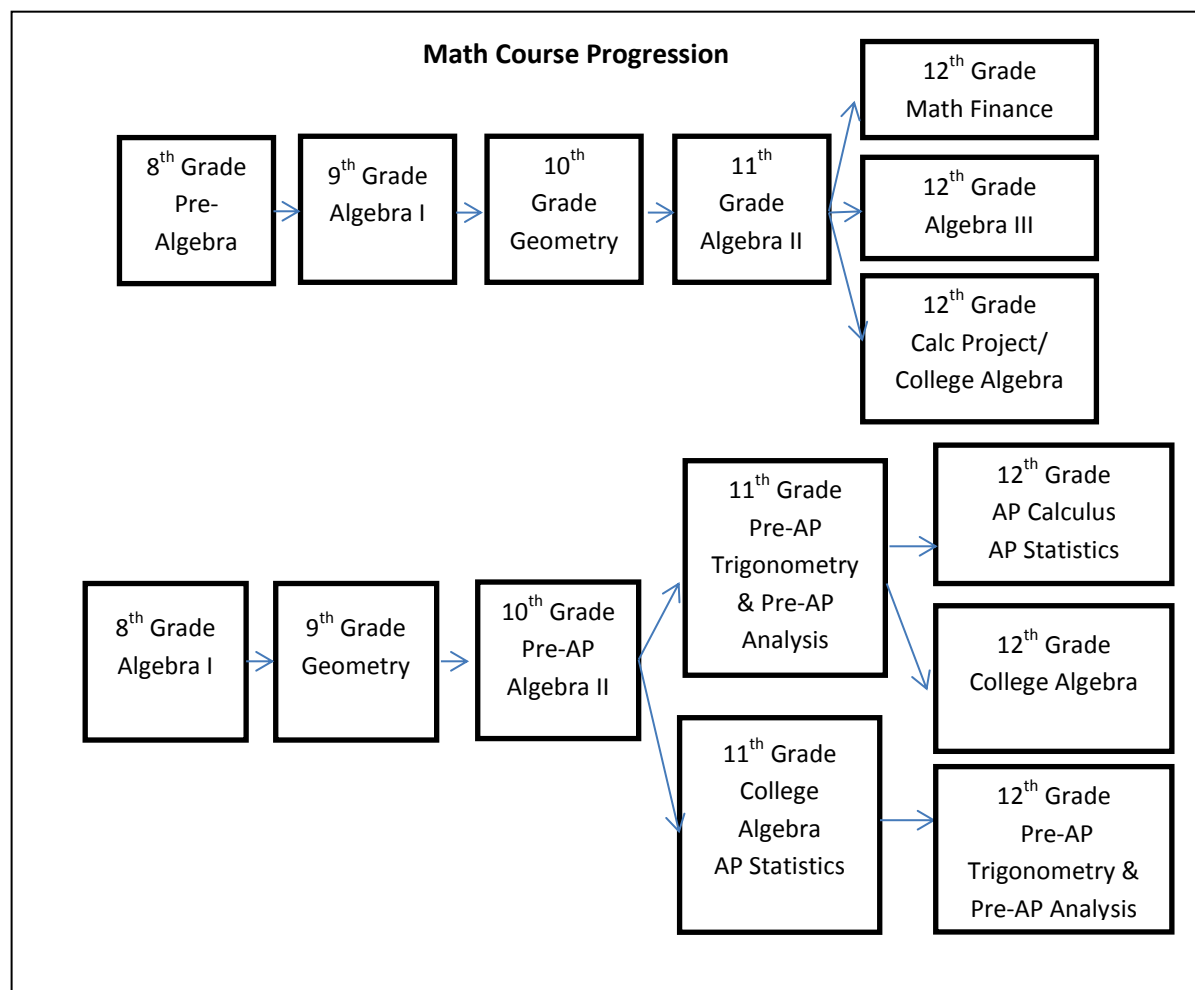 Math Course Progression
8th Grade
Pre-
Algebra
9th Grade
Algebra I
10th
Grade
Geometry
11th
Grade
Algebra II
12th Grade
Math Finance
12th Grade
Algebra III
12th Grade
Calc Project/
College Algebra
8th Grade
Algebra I
9th Grade
Geometry
10th Grade
Pre-AP
Algebra II
11th Grade
Pre-AP
Trigonometry
& Pre-AP
Analysis
11th Grade
College
Algebra
AP Statistics
12th Grade
AP Calculus
AP Statistics
12th Grade
College Algebra
12th Grade
Pre-AP
Trigonometry &
Pre-AP Analysis